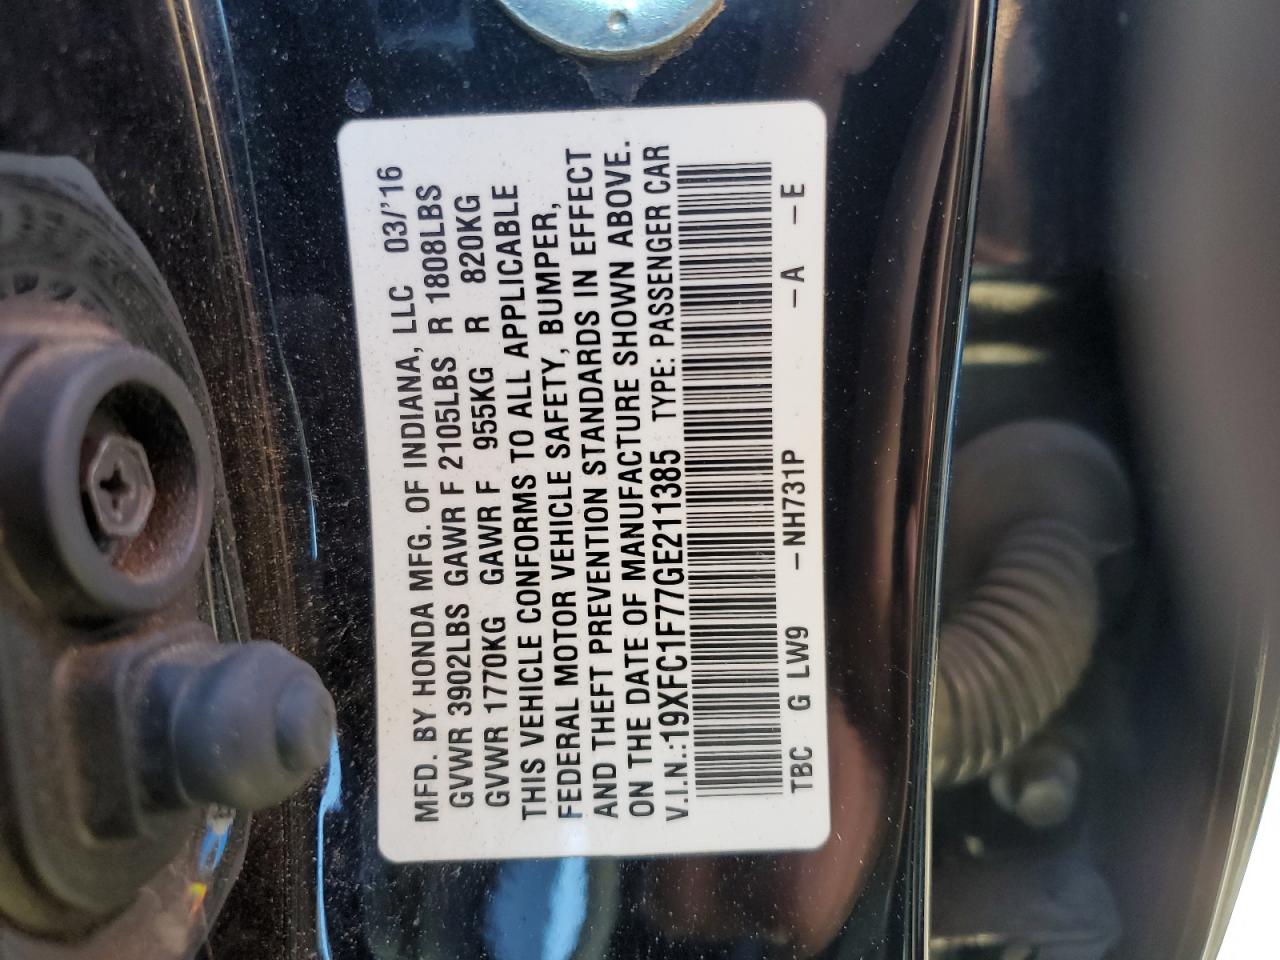 MFD. BY HONDA MFG. OF INDIANA, LLC 03/'16
GVWR 3902LBS GAWR F 2105LBS R 1808LBS
GVWR 1770KG GAWR F 955KG R 820KG
THIS VEHICLE CONFORMS TO ALL APPLICABLE
FEDERAL MOTOR VEHICLE SAFETY, BUMPER,
AND THEFT PREVENTION STANDARDS IN EFFECT
ON THE DATE OF MANUFACTURE SHOWN ABOVE.
V.I.N.:19XFC1F77GE211385 TYPE: PASSENGER CAR
TBC G LW9 -NH731P -A -E